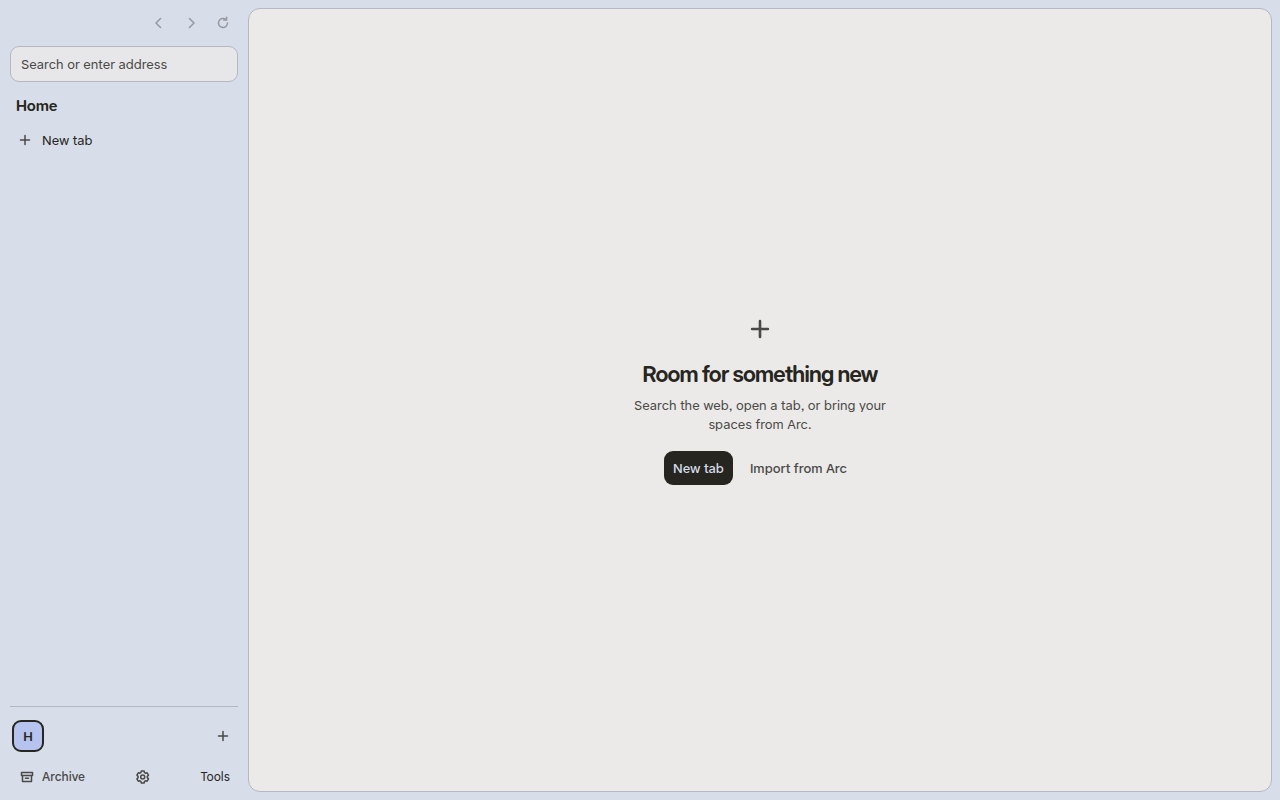 Search or enter address
Home
New tab
Room for something new
Search the web, open a tab, or bring your
spaces from Arc.
New tab
Import from Arc
H
Archive
Tools